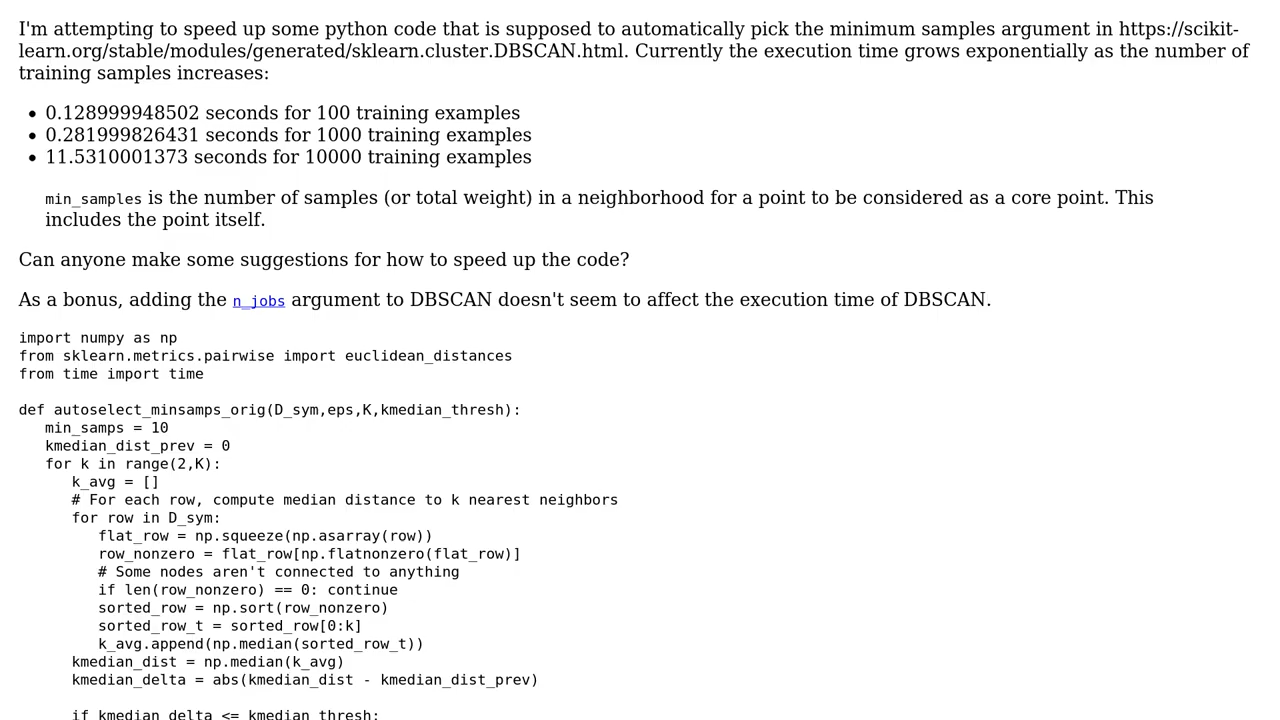 I'm attempting to speed up some python code that is supposed to automatically pick the minimum samples argument in https://scikit-
learn.org/stable/modules/generated/sklearn.cluster.DBSCAN.html. Currently the execution time grows exponentially as the number of
training samples increases:
• 0.128999948502 seconds for 100 training examples
• 0.281999826431 seconds for 1000 training examples
• 11.5310001373 seconds for 10000 training examples
min_samples is the number of samples (or total weight) in a neighborhood for a point to be considered as a core point. This
includes the point itself.
Can anyone make some suggestions for how to speed up the code?
As a bonus, adding the n_jobs argument to DBSCAN doesn't seem to affect the execution time of DBSCAN.
import numpy as np
from sklearn.metrics.pairwise import euclidean_distances
from time import time
def autoselect_minsamps_orig(D_sym,eps,K,kmedian_thresh):
   min_samps = 10
   kmedian_dist_prev = 0
   for k in range(2,K):
      k_avg = []
      # For each row, compute median distance to k nearest neighbors
      for row in D_sym:
         flat_row = np.squeeze(np.asarray(row))
         row_nonzero = flat_row[np.flatnonzero(flat_row)]
         # Some nodes aren't connected to anything
         if len(row_nonzero) == 0: continue
         sorted_row = np.sort(row_nonzero)
         sorted_row_t = sorted_row[0:k]
         k_avg.append(np.median(sorted_row_t))
      kmedian_dist = np.median(k_avg)
      kmedian_delta = abs(kmedian_dist - kmedian_dist_prev)
      if kmedian_delta <= kmedian_thresh: